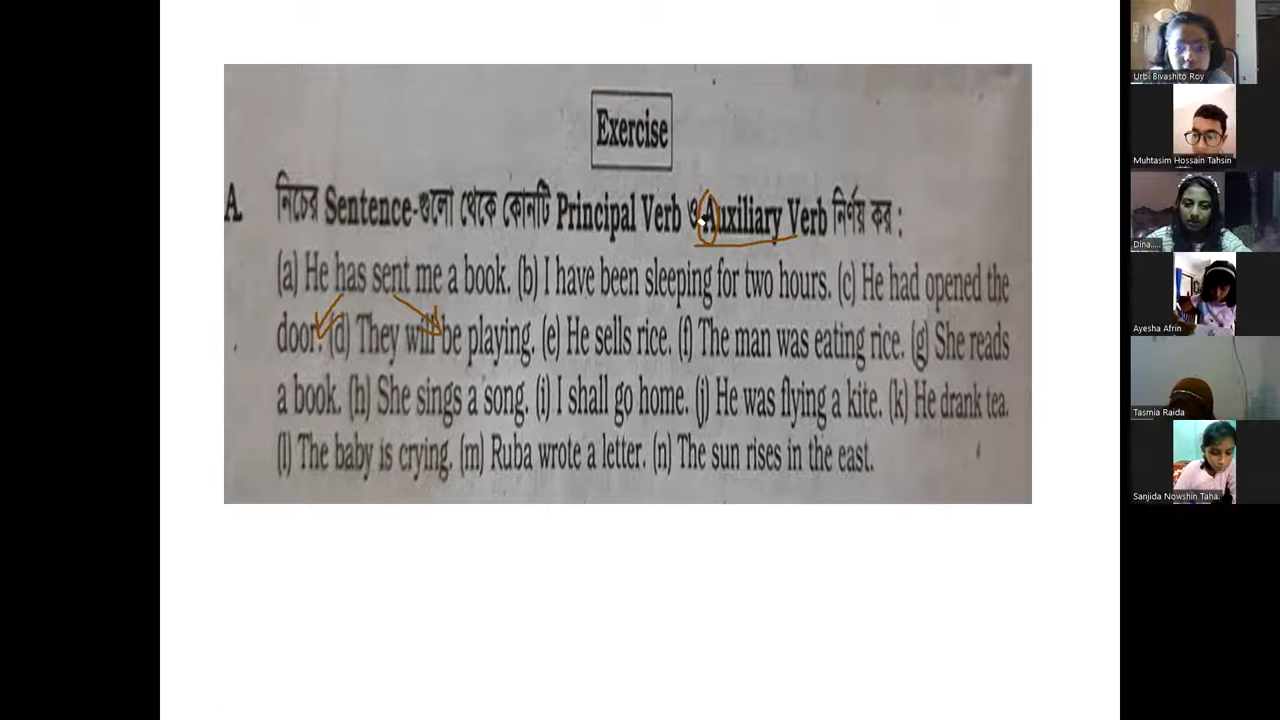 Exercise
A. নিচের Sentence-গুলো থেকে কোনটি Principal Verb ও Auxiliary Verb নির্ণয় কর :
(a) He has sent me a book. (b) I have been sleeping for two hours. (c) He had opened the
door. (d) They will be playing. (e) He sells rice. (f) The man was eating rice. (g) She reads
a book. (h) She sings a song. (i) I shall go home. (j) He was flying a kite. (k) He drank tea.
(l) The baby is crying. (m) Ruba wrote a letter. (n) The sun rises in the east.
Urbi Bivashito Roy
Muhtasim Hossain Tahsin
Dina.....
Ayesha Afrin
Tasmia Raida
Sanjida Nowshin Taha.